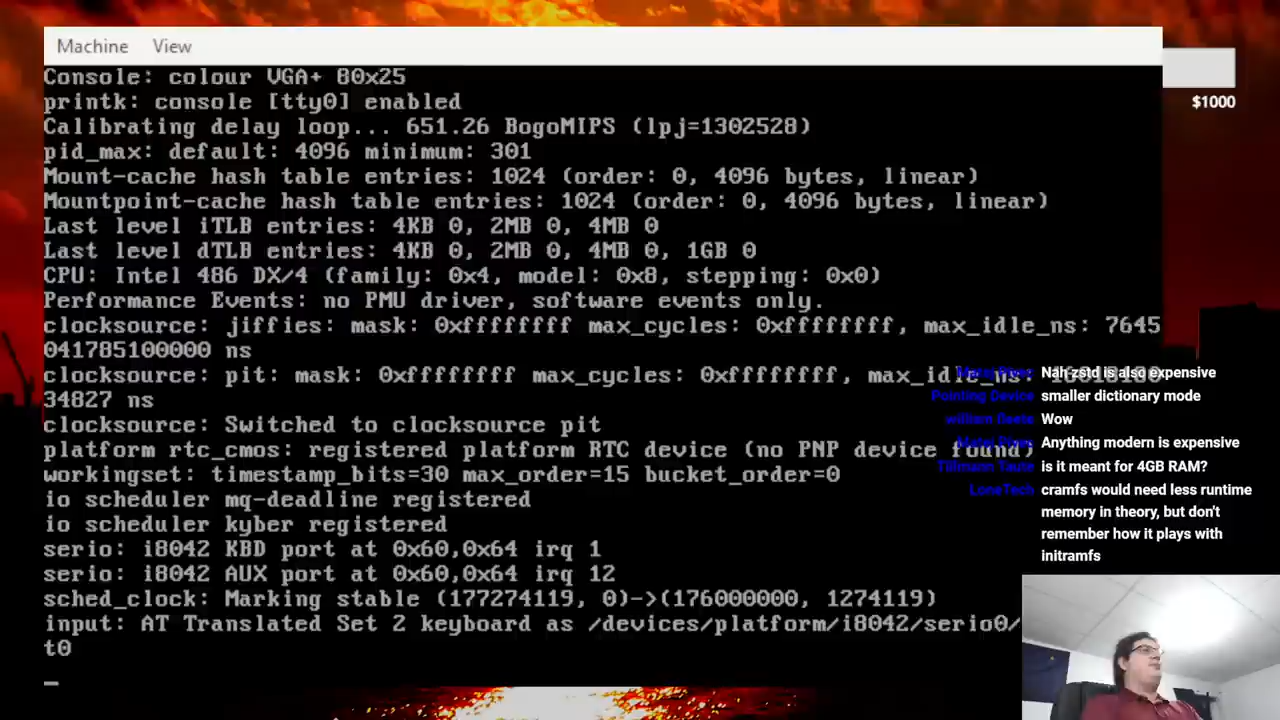 Machine View
$1000
Console: colour VGA+ 80x25
printk: console [tty0] enabled
Calibrating delay loop... 651.26 BogoMIPS (lpj=1302528)
pid_max: default: 4096 minimum: 301
Mount-cache hash table entries: 1024 (order: 0, 4096 bytes, linear)
Mountpoint-cache hash table entries: 1024 (order: 0, 4096 bytes, linear)
Last level iTLB entries: 4KB 0, 2MB 0, 4MB 0
Last level dTLB entries: 4KB 0, 2MB 0, 4MB 0, 1GB 0
CPU: Intel 486 DX/4 (family: 0x4, model: 0x8, stepping: 0x0)
Performance Events: no PMU driver, software events only.
clocksource: jiffies: mask: 0xffffffff max_cycles: 0xffffffff, max_idle_ns: 7645
041785100000 ns
clocksource: pit: mask: 0xffffffff max_cycles: 0xffffffff, max_idle_ns:
34827 ns
clocksource: Switched to clocksource pit
platform rtc_cmos: registered platform RTC device (no PNP device found)
workingset: timestamp_bits=30 max_order=15 bucket_order=0
io scheduler mq-deadline registered
io scheduler kyber registered
serio: i8042 KBD port at 0x60,0x64 irq 1
serio: i8042 AUX port at 0x60,0x64 irq 12
sched_clock: Marking stable (177274119, 0)->(176000000, 1274119)
input: AT Translated Set 2 keyboard as /devices/platform/i8042/serio0/
t0
Nah zstd is also expensive
Pointing Device smaller dictionary mode
Wow
Anything modern is expensive
is it meant for 4GB RAM?
LoneTech cramfs would need less runtime
memory in theory, but don't
remember how it plays with
initramfs